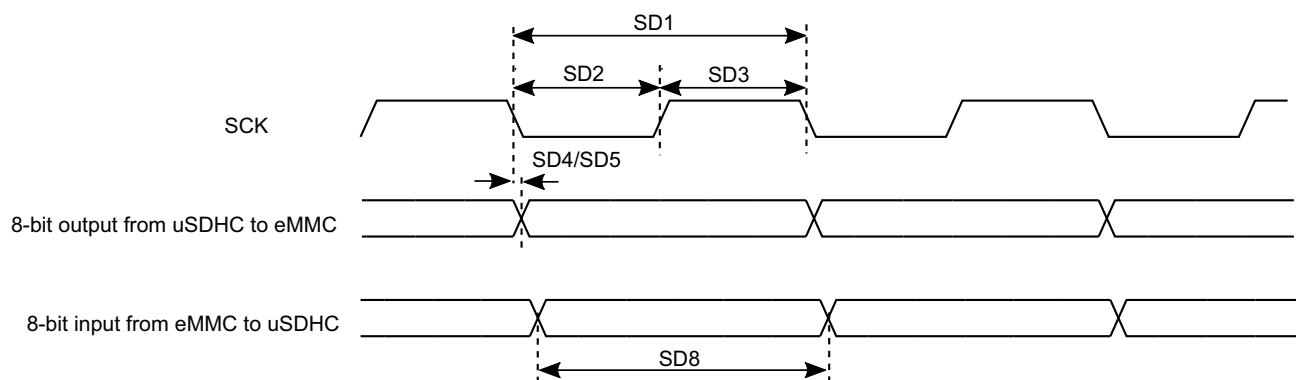 SD1
SD2
SD3
SCK
SD4/SD5
8-bit output from uSDHC to eMMC
8-bit input from eMMC to uSDHC
SD8